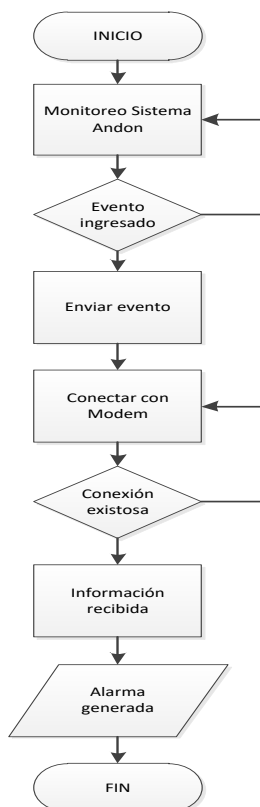 INICIO
Monitoreo Sistema
Andon
Evento
ingresado
Enviar evento
Conectar con
Modem
Conexión
existosa
Información
recibida
Alarma
generada
FIN